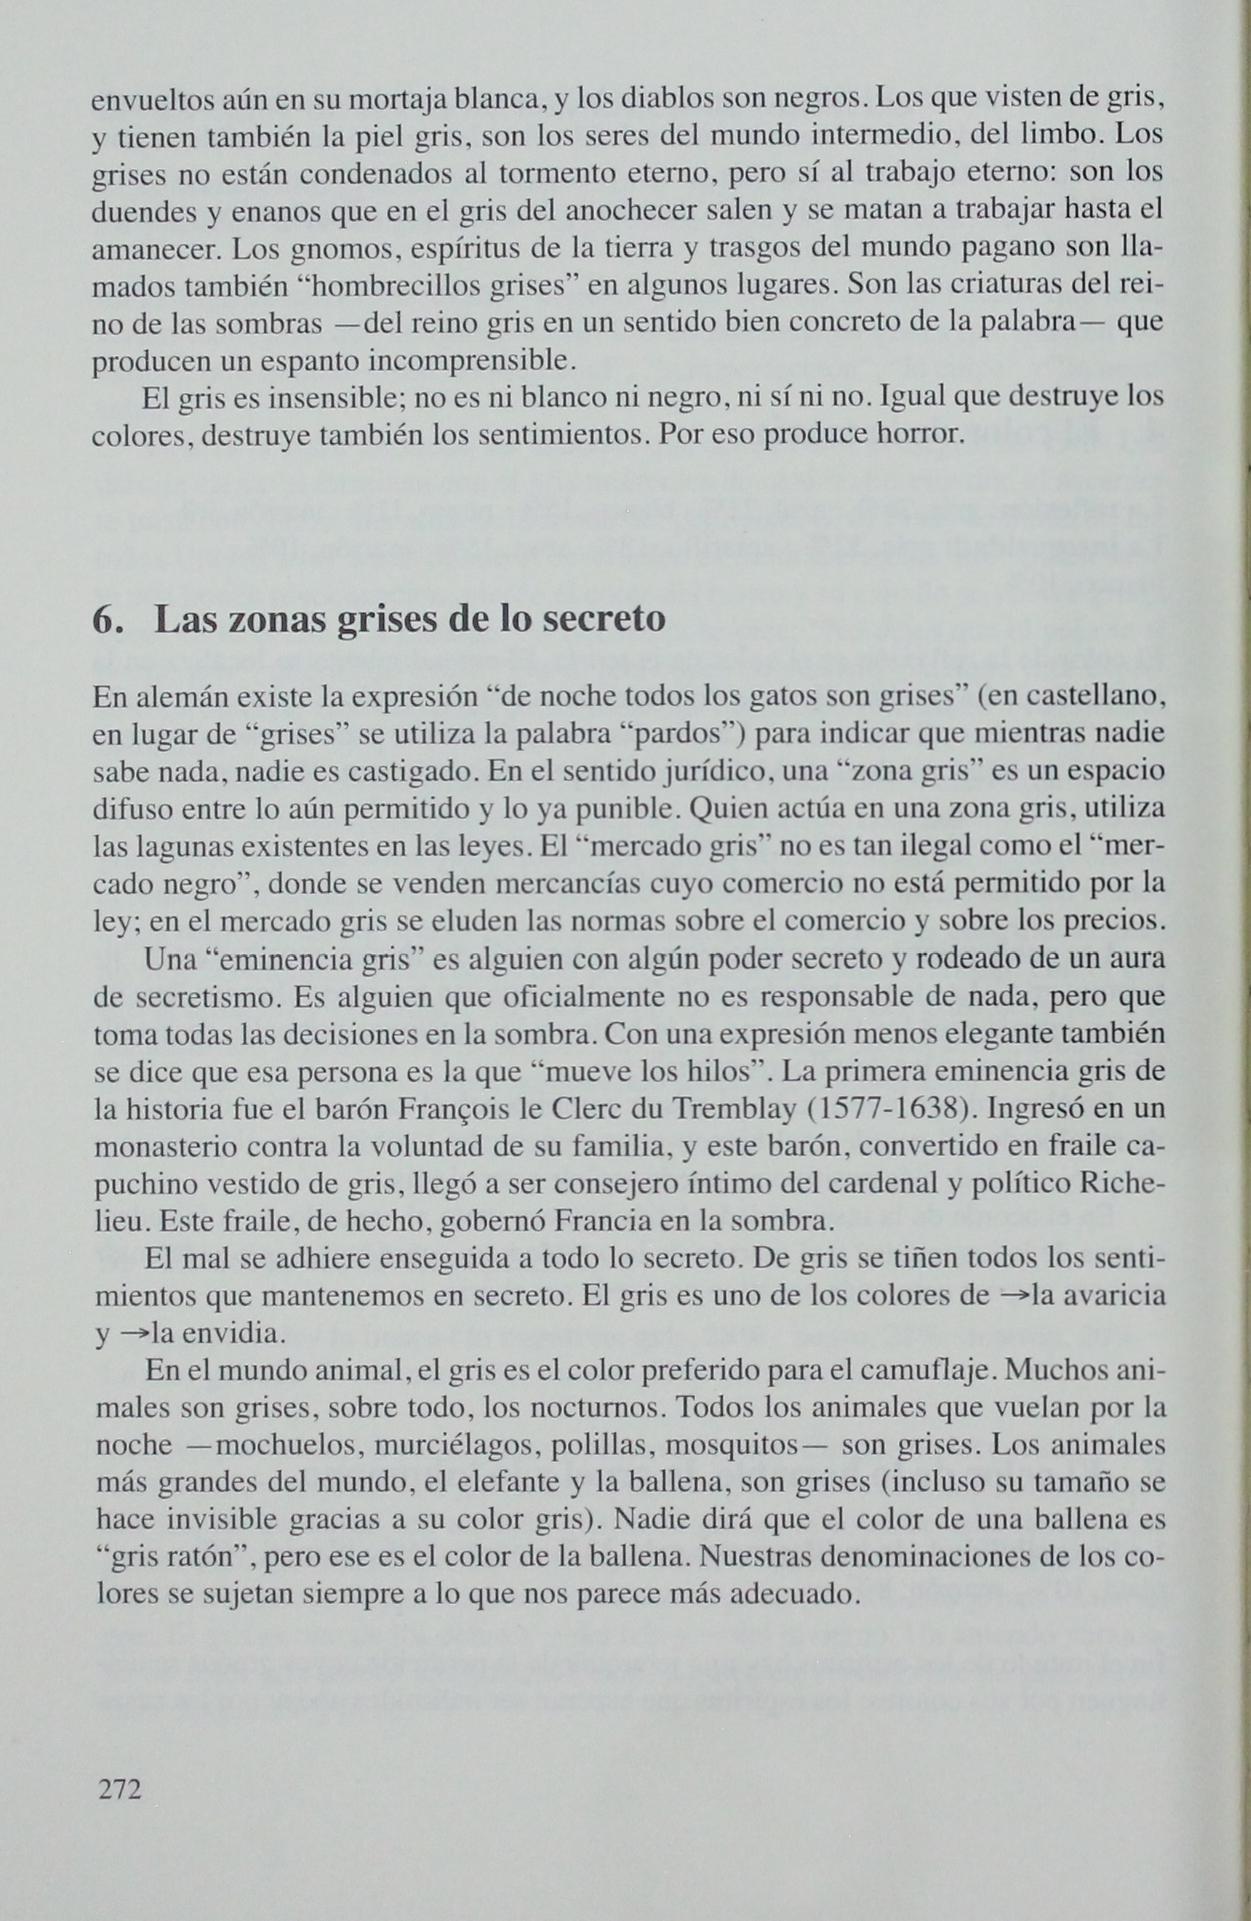 envueltos aún en su mortaja blanca, y los diablos son negros. Los que visten de gris,
y tienen también la piel gris, son los seres del mundo intermedio, del limbo. Los
grises no están condenados al tormento eterno, pero sí al trabajo eterno: son los
duendes y enanos que en el gris del anochecer salen y se matan a trabajar hasta el
amanecer. Los gnomos, espíritus de la tierra y trasgos del mundo pagano son lla-
mados también “hombrecillos grises” en algunos lugares. Son las criaturas del rei-
no de las sombras —del reino gris en un sentido bien concreto de la palabra— que
producen un espanto incomprensible.
El gris es insensible; no es ni blanco ni negro, ni sí ni no. Igual que destruye los
colores, destruye también los sentimientos. Por eso produce horror.
6. Las zonas grises de lo secreto
En alemán existe la expresión “de noche todos los gatos son grises” (en castellano,
en lugar de “grises” se utiliza la palabra “pardos”) para indicar que mientras nadie
sabe nada, nadie es castigado. En el sentido jurídico, una “zona gris” es un espacio
difuso entre lo aún permitido y lo ya punible. Quien actúa en una zona gris, utiliza
las lagunas existentes en las leyes. El “mercado gris” no es tan ilegal como el “mer-
cado negro”, donde se venden mercancías cuyo comercio no está permitido por la
ley; en el mercado gris se eluden las normas sobre el comercio y sobre los precios.
Una “eminencia gris” es alguien con algún poder secreto y rodeado de un aura
de secretismo. Es alguien que oficialmente no es responsable de nada, pero que
toma todas las decisiones en la sombra. Con una expresión menos elegante también
se dice que esa persona es la que “mueve los hilos”. La primera eminencia gris de
la historia fue el barón François le Clerc du Tremblay (1577-1638). Ingresó en un
monasterio contra la voluntad de su familia, y este barón, convertido en fraile ca-
puchino vestido de gris, llegó a ser consejero íntimo del cardenal y político Riche-
lieu. Este fraile, de hecho, gobernó Francia en la sombra.
El mal se adhiere enseguida a todo lo secreto. De gris se tiñen todos los senti-
mientos que mantenemos en secreto. El gris es uno de los colores de →la avaricia
y →la envidia.
En el mundo animal, el gris es el color preferido para el camuflaje. Muchos ani-
males son grises, sobre todo, los nocturnos. Todos los animales que vuelan por la
noche —mochuelos, murciélagos, polillas, mosquitos— son grises. Los animales
más grandes del mundo, el elefante y la ballena, son grises (incluso su tamaño se
hace invisible gracias a su color gris). Nadie dirá que el color de una ballena es
“gris ratón”, pero ese es el color de la ballena. Nuestras denominaciones de los co-
lores se sujetan siempre a lo que nos parece más adecuado.
272